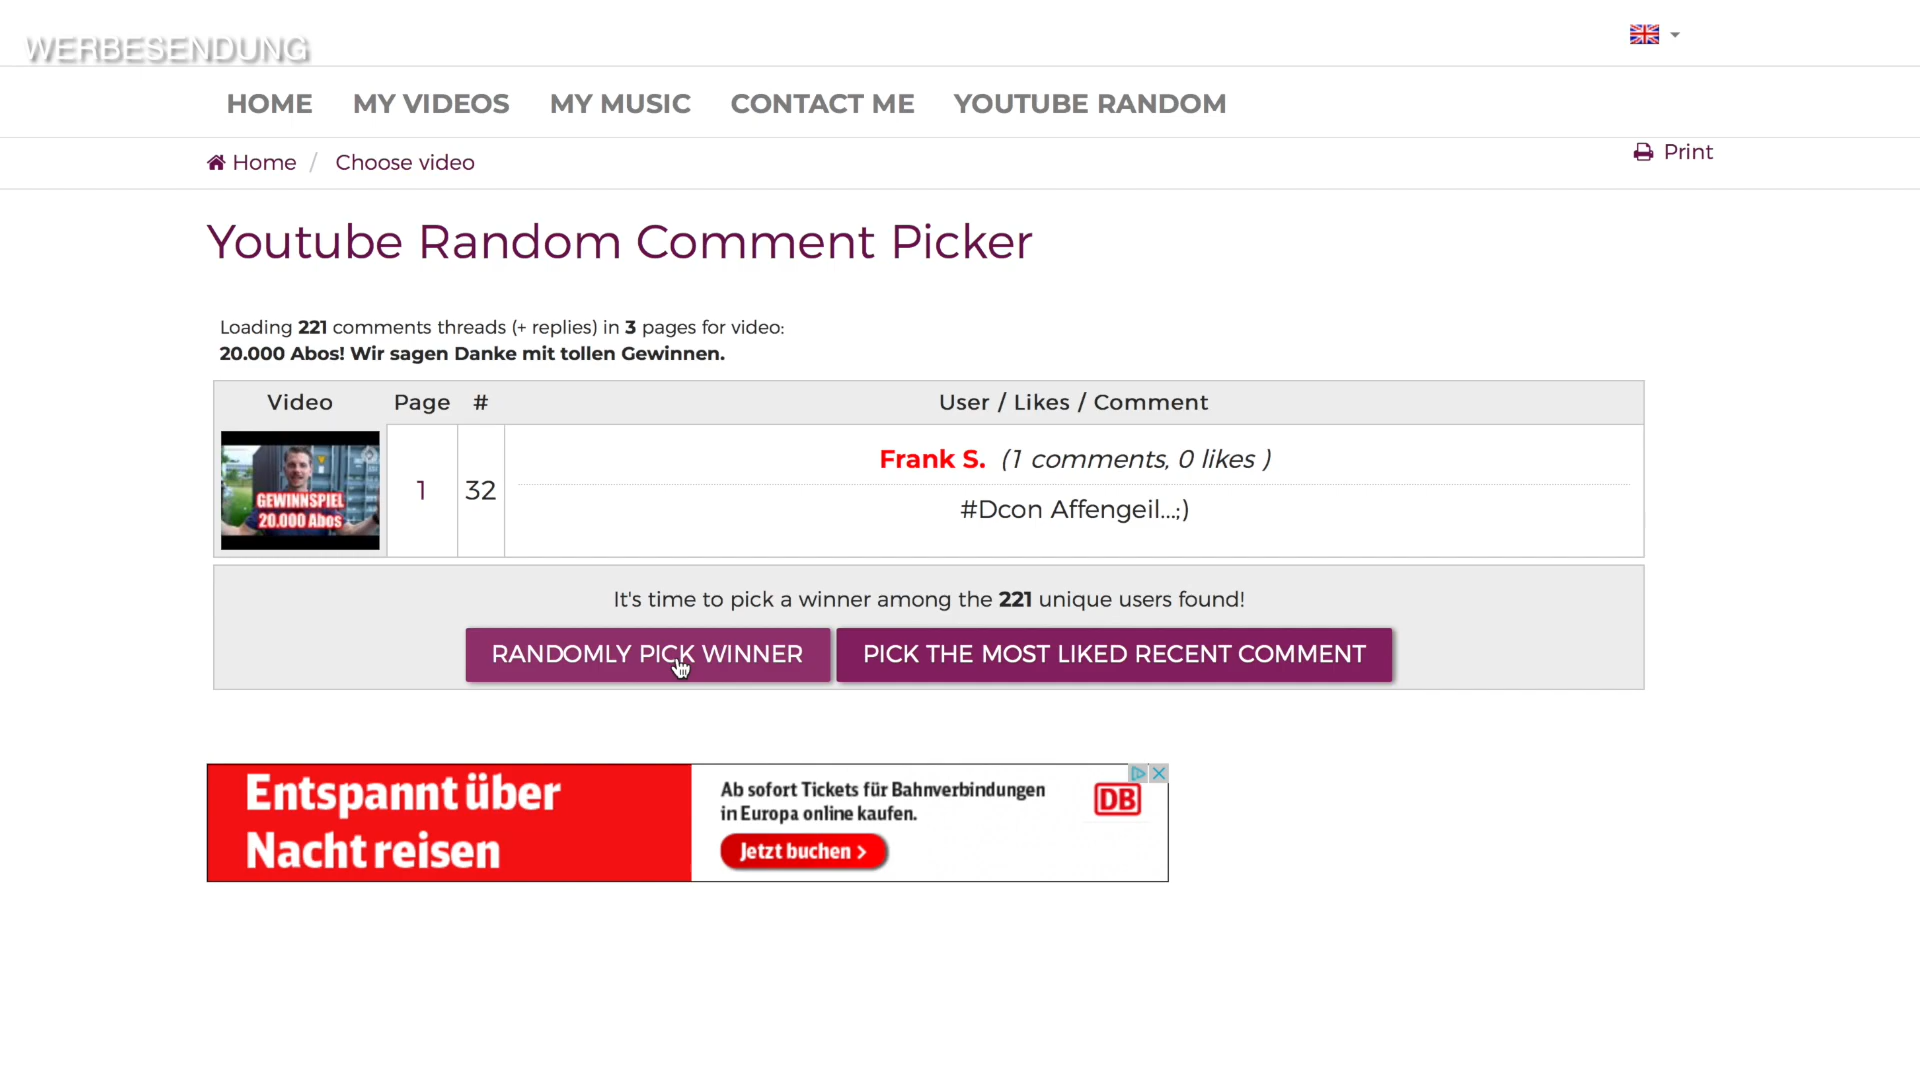 WERBESENDUNG
HOME MY VIDEOS MY MUSIC CONTACT ME YOUTUBE RANDOM
Home / Choose video
Print
Youtube Random Comment Picker
Loading 221 comments threads (+ replies) in 3 pages for video:
20.000 Abos! Wir sagen Danke mit tollen Gewinnen.
Video Page # User / Likes / Comment
GEWINNSPIEL
20.000 Abos
1 32
Frank S. (1 comments, 0 likes )
#Dcon Affengeil...;)
It's time to pick a winner among the 221 unique users found!
RANDOMLY PICK WINNER PICK THE MOST LIKED RECENT COMMENT
Entspannt über
Nacht reisen
Ab sofort Tickets für Bahnverbindungen
in Europa online kaufen.
Jetzt buchen >
DB